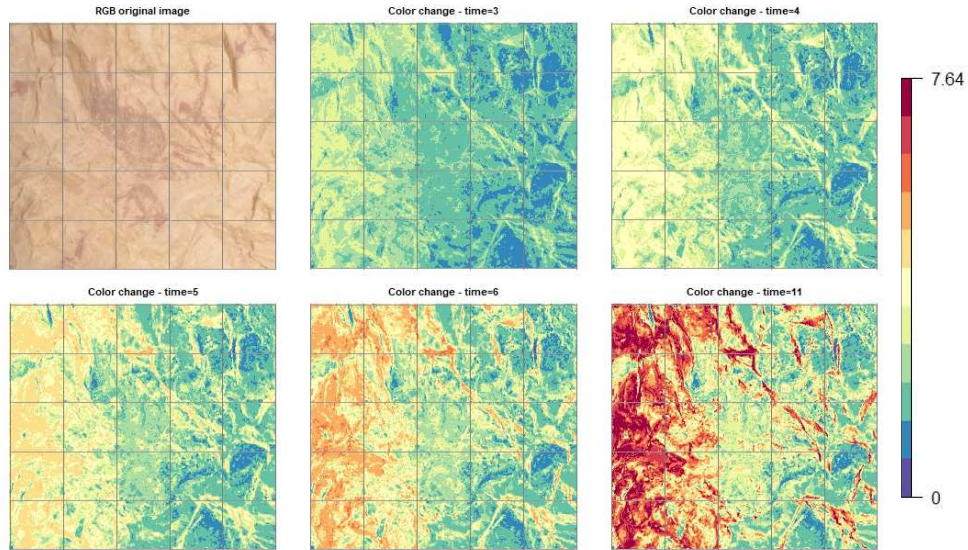 RGB original image
Color change - time=3
Color change - time=4
7.64
Color change - time=5
Color change - time=6
Color change - time=11
0